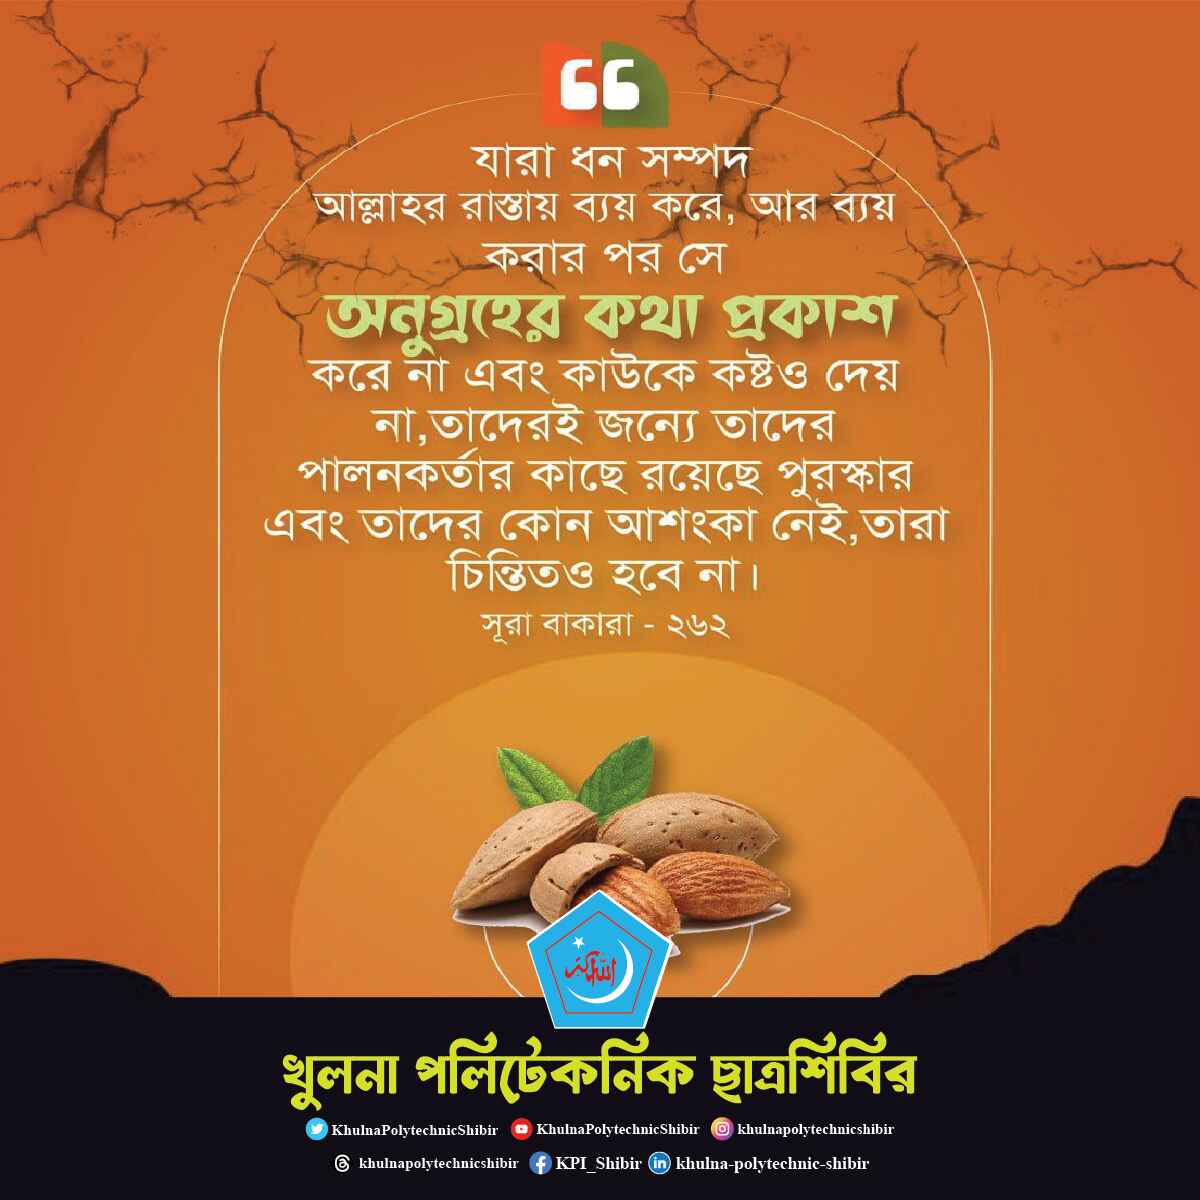 যারা ধন সম্পদ
আল্লাহর রাস্তায় ব্যয় করে, আর ব্যয়
করার পর সে
অনুগ্রহের কথা প্রকাশ
করে না এবং কাউকে কষ্টও দেয়
না,তাদেরই জন্যে তাদের
পালনকর্তার কাছে রয়েছে পুরস্কার
এবং তাদের কোন আশংকা নেই,তারা
চিন্তিতও হবে না।
সূরা বাকারা - ২৬২
الله اكبر
খুলনা পলিটেকনিক ছাত্রশিবির
KhulnaPolytechnicShibir KhulnaPolytechnicShibir khulnapolytechnicshibir
khulnapolytechnicshibir KPI_Shibir khulna-polytechnic-shibir